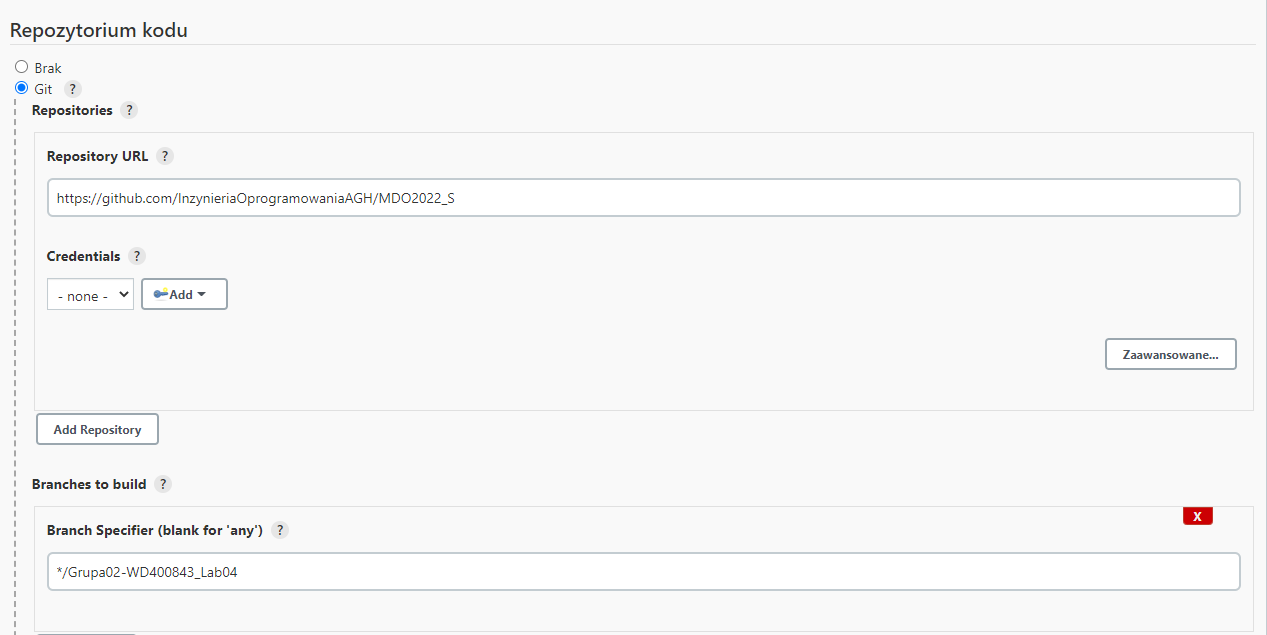 Repozytorium kodu
Brak
Git ?
Repositories ?
Repository URL ?
https://github.com/InzynieriaOprogramowaniaAGH/MDO2022_S
Credentials ?
- none - Add
Zaawansowane...
Add Repository
Branches to build ?
X
Branch Specifier (blank for 'any') ?
*/Grupa02-WD400843_Lab04